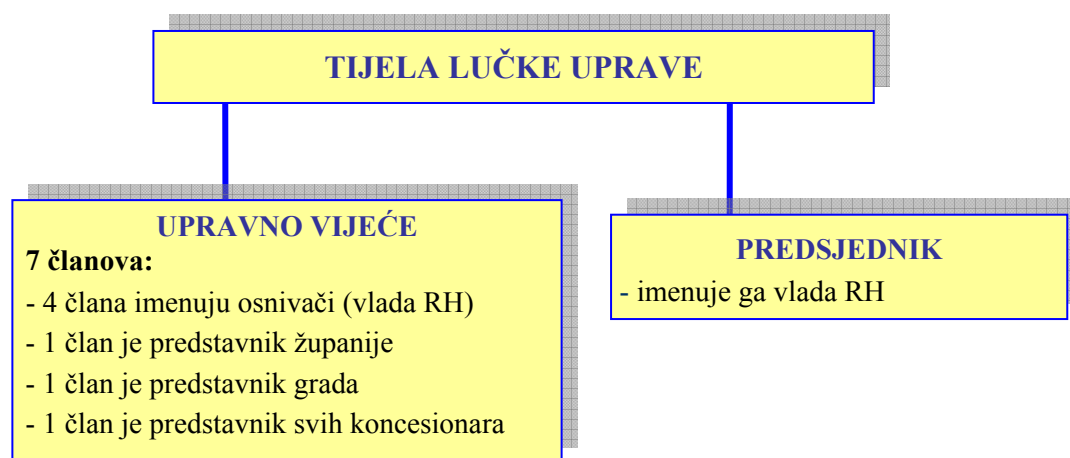 TIJELA LUČKE UPRAVE
UPRAVNO VIJEĆE
7 članova:
- 4 člana imenuju osnivači (vlada RH)
- 1 član je predstavnik županije
- 1 član je predstavnik grada
- 1 član je predstavnik svih koncesionara
PREDSJEDNIK
- imenuje ga vlada RH